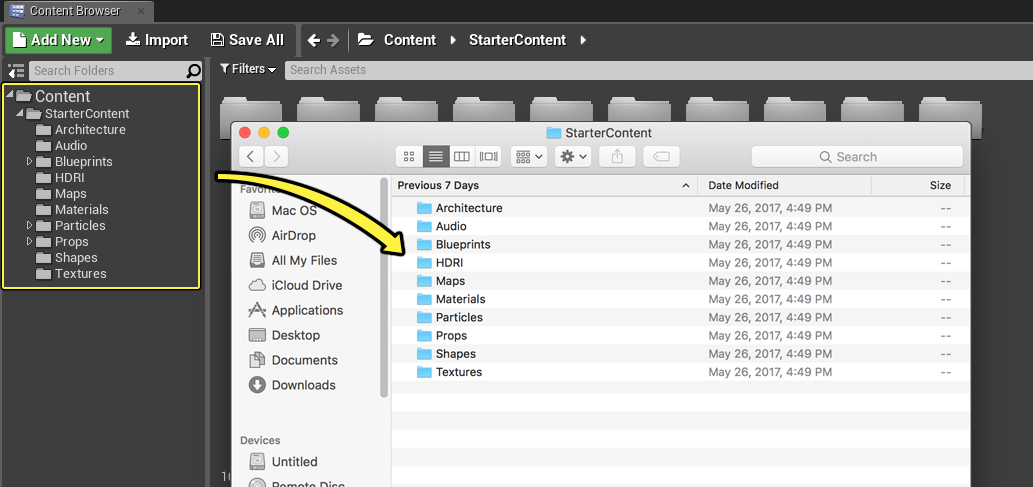 Content Browser
Add New
Import
Save All
Content
StarterContent
Search Folders
Filters
Search Assets
Content
StarterContent
Architecture
Audio
Blueprints
HDRI
Maps
Materials
Particles
Props
Shapes
Textures
StarterContent
Search
Mac OS
AirDrop
All My Files
iCloud Drive
Applications
Desktop
Documents
Downloads
Devices
Untitled
Remote Disc
Previous 7 Days Date Modified Size
Architecture May 26, 2017, 4:49 PM --
Audio May 26, 2017, 4:49 PM --
Blueprints May 26, 2017, 4:49 PM --
HDRI May 26, 2017, 4:49 PM --
Maps May 26, 2017, 4:49 PM --
Materials May 26, 2017, 4:49 PM --
Particles May 26, 2017, 4:49 PM --
Props May 26, 2017, 4:49 PM --
Shapes May 26, 2017, 4:49 PM --
Textures May 26, 2017, 4:49 PM --